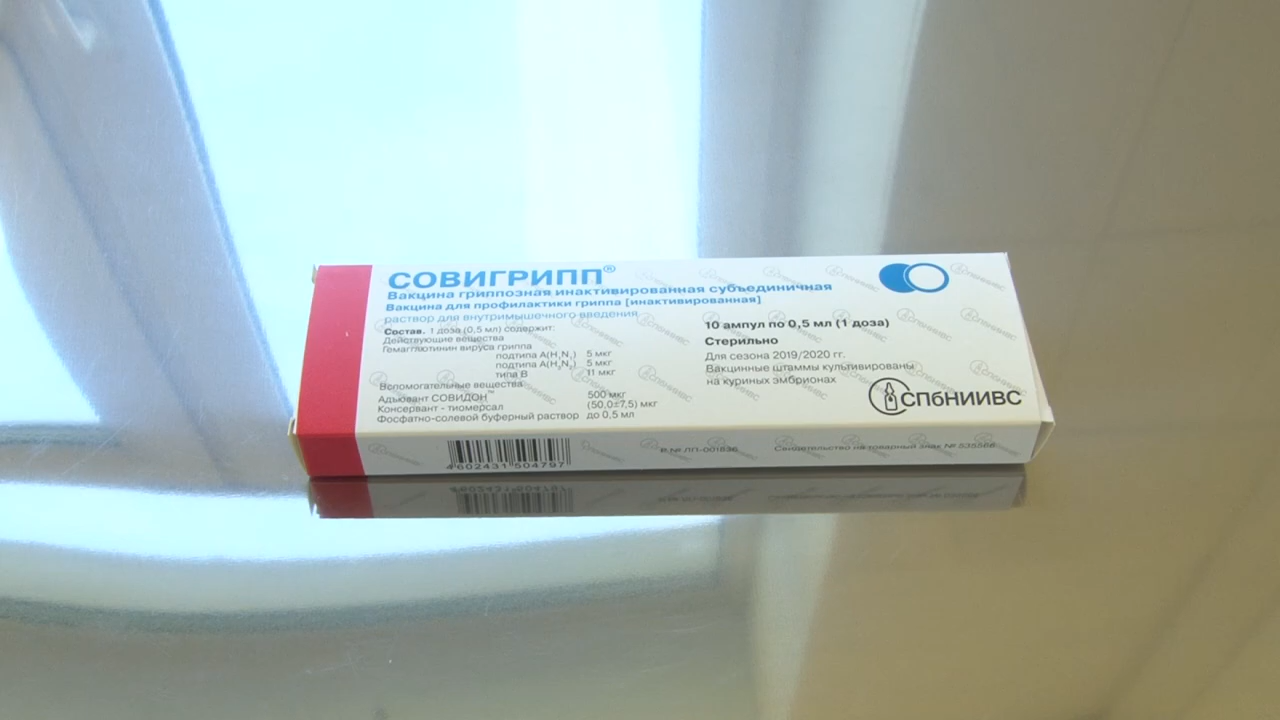 СОВИГРИПП®
Вакцина гриппозная инактивированная субъединичная
Вакцина для профилактики гриппа [инактивированная]
раствор для внутримышечного введения
Состав. 1 доза (0,5 мл) содержит:
Действующие вещества
Гемагглютинин вируса гриппа
подтипа А(H₁N₁) 5 мкг
подтипа А(H₃N₂) 5 мкг
типа В 11 мкг
Вспомогательные вещества
Адъювант СОВИДОН™ 500 мкг
Консервант - тиомерсал (50,0±7,5) мкг
Фосфатно-солевой буферный раствор до 0,5 мл
10 ампул по 0,5 мл (1 доза)
Стерильно
Для сезона 2019/2020 гг.
Вакцинные штаммы культивированы
на куриных эмбрионах
СПбНИИВС
4602431504797
Р № ЛП-001836
Свидетельство на товарный знак № 535566